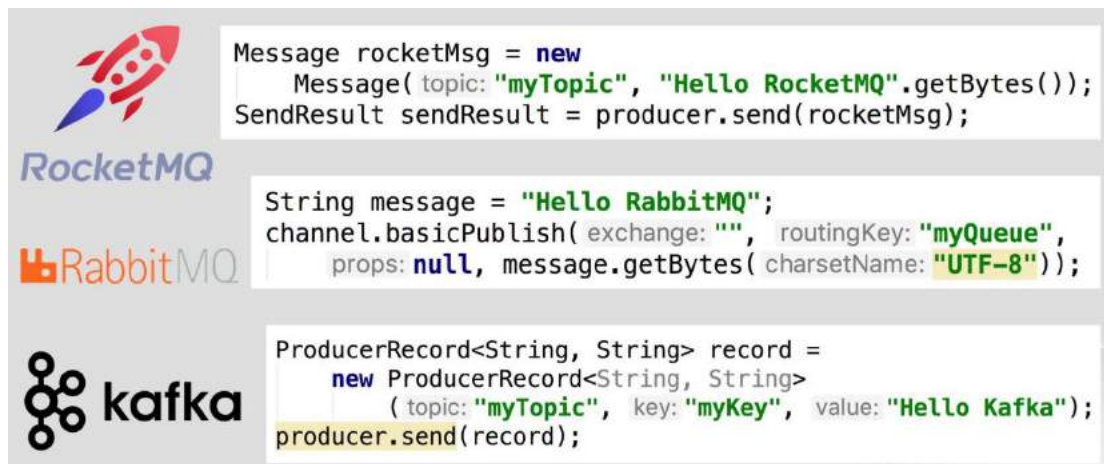 RocketMQ
Message rocketMsg = new
Message( topic: "myTopic", "Hello RocketMQ".getBytes());
SendResult sendResult = producer.send(rocketMsg);
RabbitMQ
String message = "Hello RabbitMQ";
channel.basicPublish( exchange: "", routingKey: "myQueue",
props: null, message.getBytes( charsetName: "UTF-8"));
kafka
ProducerRecord<String, String> record =
new ProducerRecord<String, String>
( topic: "myTopic", key: "myKey", value: "Hello Kafka");
producer.send(record);